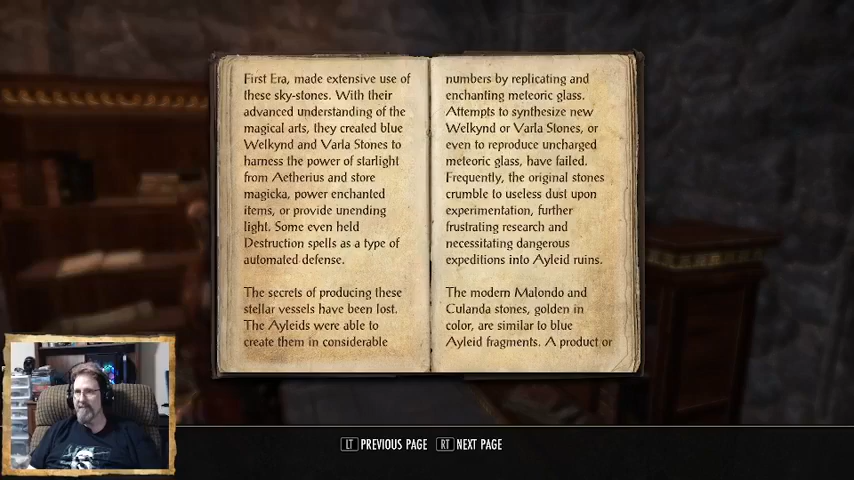 First Era, made extensive use of
these sky-stones. With their
advanced understanding of the
magical arts, they created blue
Welkynd and Varla Stones to
harness the power of starlight
from Aetherius and store
magicka, power enchanted
items, or provide unending
light. Some even held
Destruction spells as a type of
automated defense.
The secrets of producing these
stellar vessels have been lost.
The Ayleids were able to
create them in considerable
numbers by replicating and
enchanting meteoric glass.
Attempts to synthesize new
Welkynd or Varla Stones, or
even to reproduce uncharged
meteoric glass, have failed.
Frequently, the original stones
crumble to useless dust upon
experimentation, further
frustrating research and
necessitating dangerous
expeditions into Ayleid ruins.
The modern Malondo and
Culanda stones, golden in
color, are similar to blue
Ayleid fragments. A product or
LT PREVIOUS PAGE RT NEXT PAGE